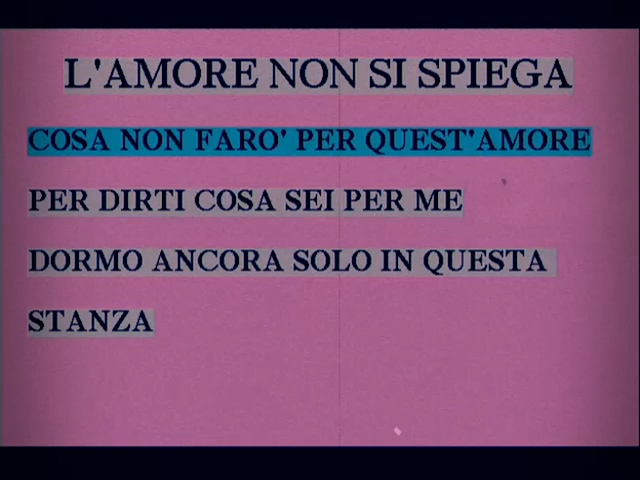 L'AMORE NON SI SPIEGA
COSA NON FARO' PER QUEST'AMORE
PER DIRTI COSA SEI PER ME
DORMO ANCORA SOLO IN QUESTA
STANZA